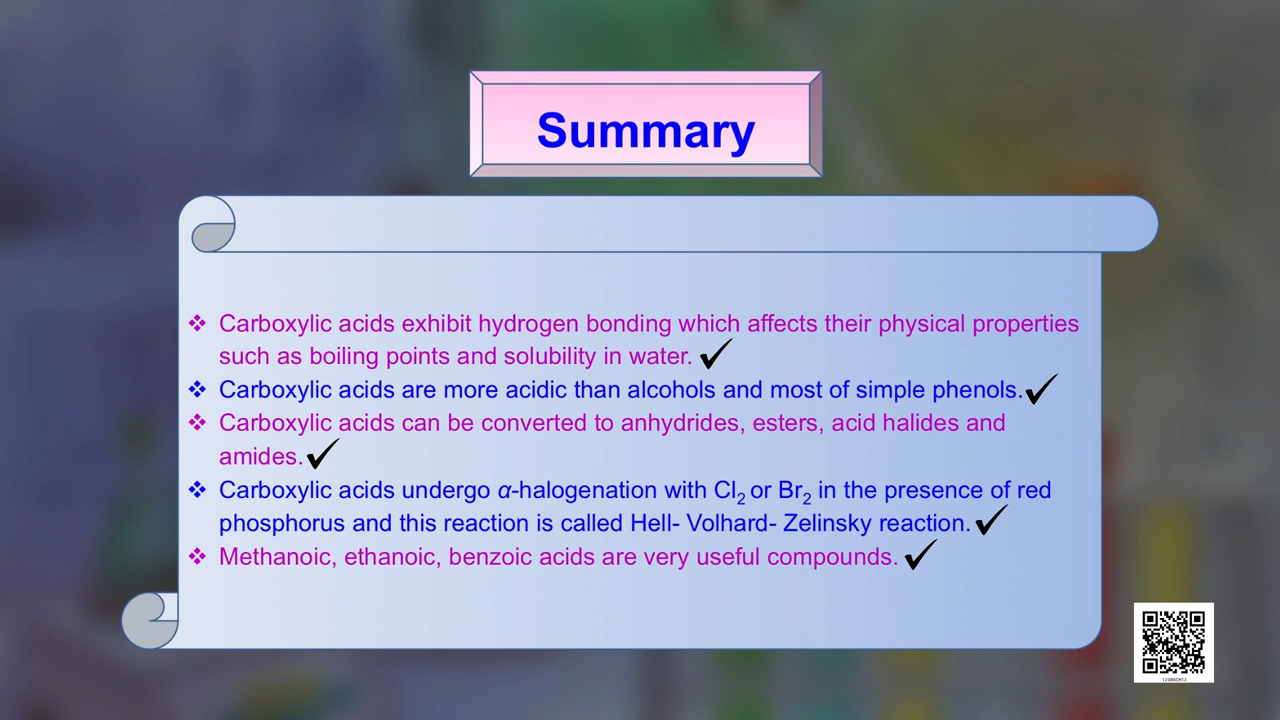 Summary
❖ Carboxylic acids exhibit hydrogen bonding which affects their physical properties
such as boiling points and solubility in water. ✓
❖ Carboxylic acids are more acidic than alcohols and most of simple phenols. ✓
❖ Carboxylic acids can be converted to anhydrides, esters, acid halides and
amides. ✓
❖ Carboxylic acids undergo α-halogenation with Cl₂ or Br₂ in the presence of red
phosphorus and this reaction is called Hell- Volhard- Zelinsky reaction. ✓
❖ Methanoic, ethanoic, benzoic acids are very useful compounds. ✓